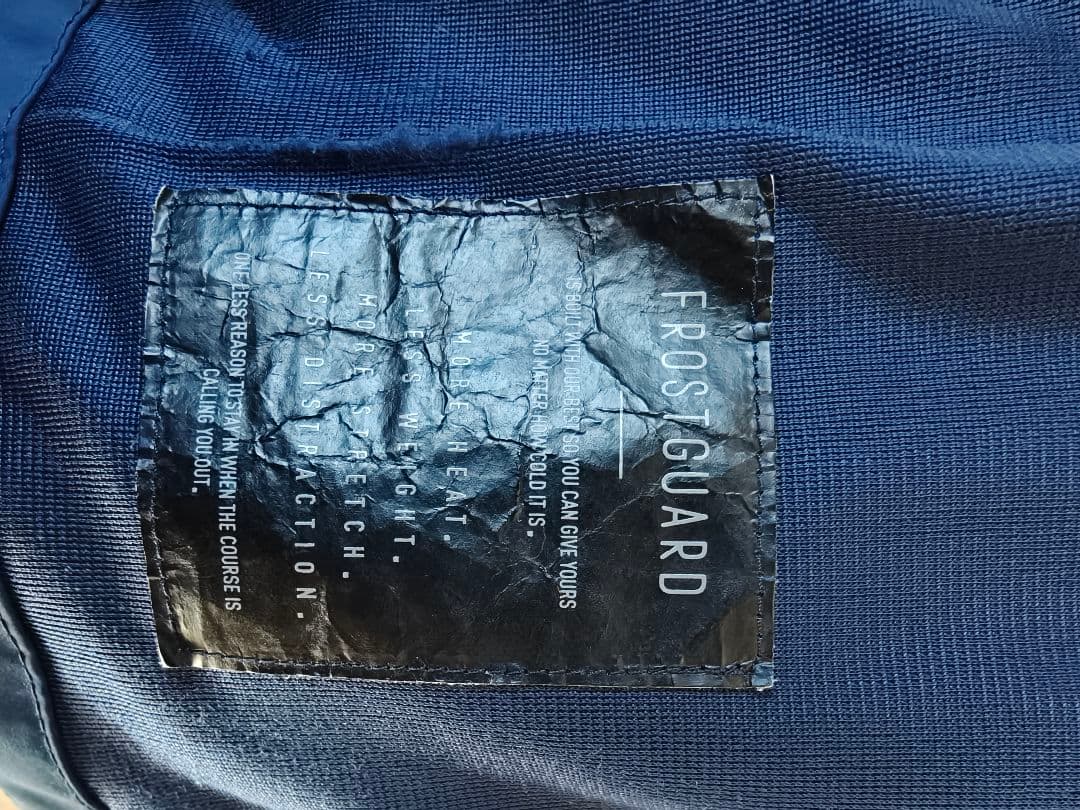 FROSTGUARD
IS BUILT WITH OUR BEST SO YOU CAN GIVE YOURS
NO MATTER HOW COLD IT IS.
MORE HEAT.
LESS WEIGHT.
MORE STRETCH.
LESS DISTRACTION.
ONE LESS REASON TO STAY IN WHEN THE COURSE IS
CALLING YOU OUT.